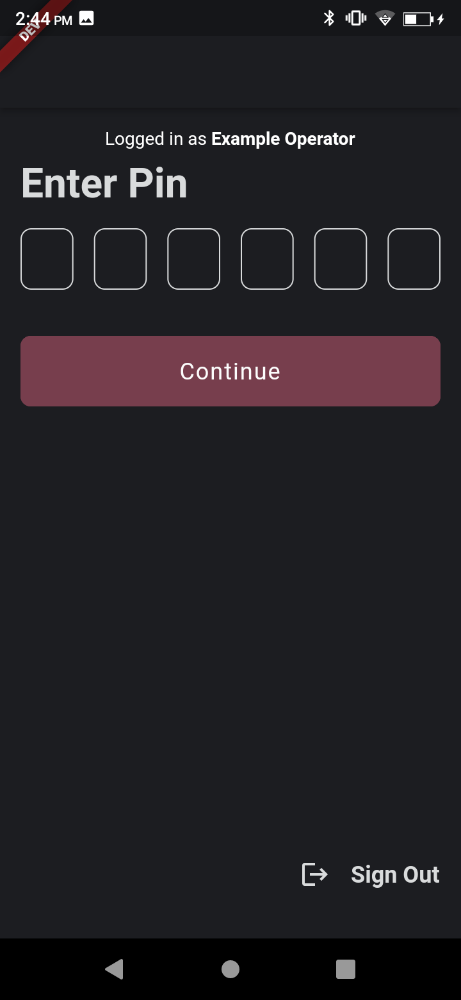 2:44 PM
DEV
Logged in as Example Operator
Enter Pin
Continue
Sign Out